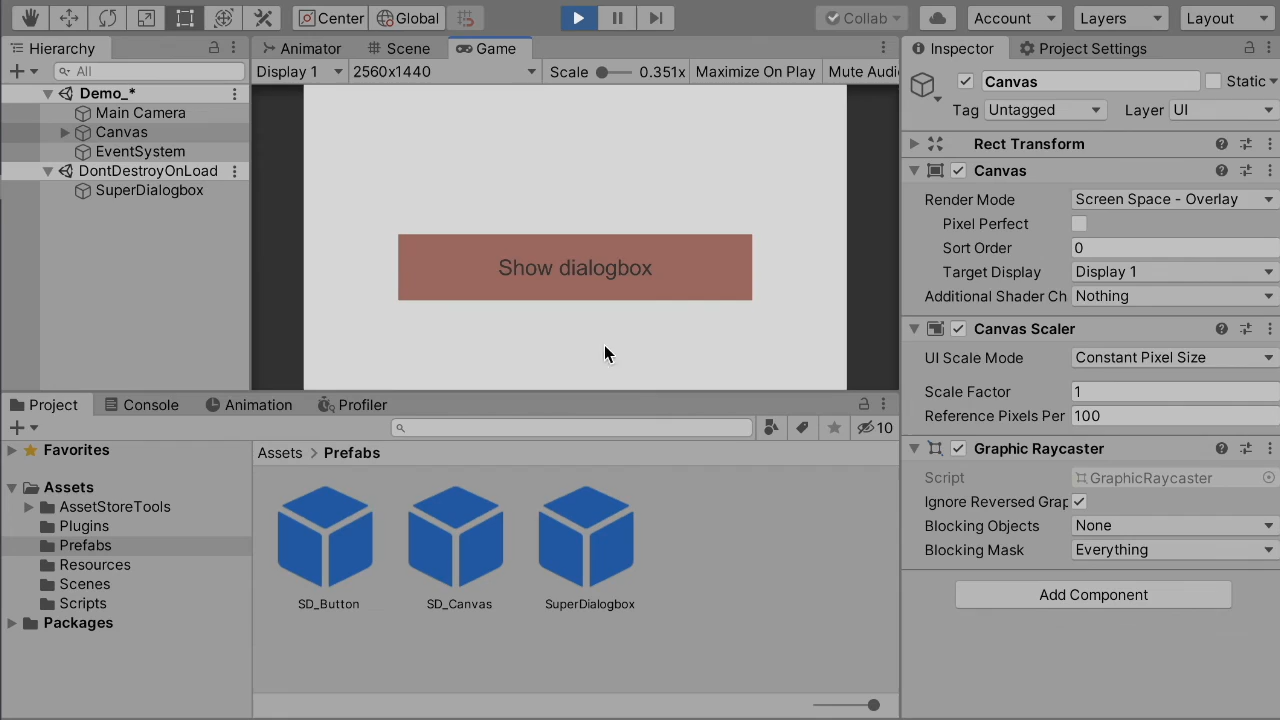 Center Global Collab Account Layers Layout
Hierarchy
All
Demo_*
Main Camera
Canvas
EventSystem
DontDestroyOnLoad
SuperDialogbox
Animator Scene Game
Display 1 2560x1440 Scale 0.351x Maximize On Play Mute Audi
Show dialogbox
Project Console Animation Profiler
10
Favorites
Assets
AssetStoreTools
Plugins
Prefabs
Resources
Scenes
Scripts
Packages
Assets > Prefabs
SD_Button SD_Canvas SuperDialogbox
Inspector Project Settings
Canvas Static
Tag Untagged Layer UI
Rect Transform
Canvas
Render Mode Screen Space - Overlay
Pixel Perfect
Sort Order 0
Target Display Display 1
Additional Shader Ch Nothing
Canvas Scaler
UI Scale Mode Constant Pixel Size
Scale Factor 1
Reference Pixels Per 100
Graphic Raycaster
Script GraphicRaycaster
Ignore Reversed Grap
Blocking Objects None
Blocking Mask Everything
Add Component